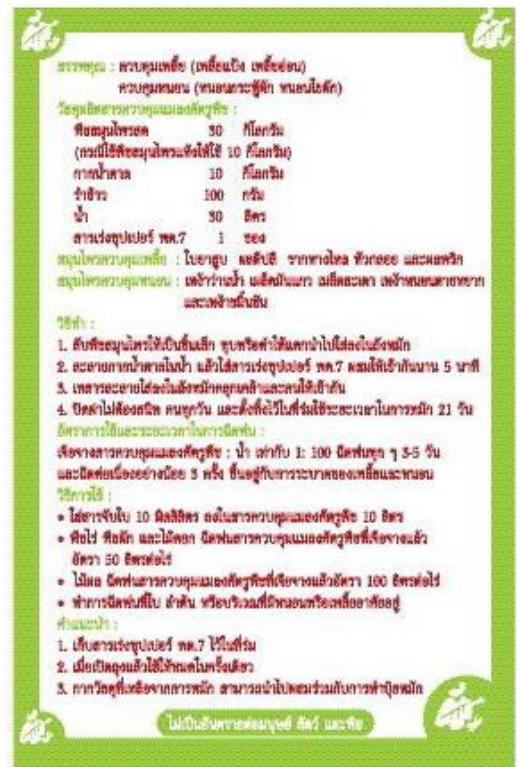 สรรพคุณ : ควบคุมเพลี้ย (เพลี้ยแป้ง เพลี้ยอ่อน)
ควบคุมหนอน (หนอนกระทู้ผัก หนอนใยผัก)
วัสดุผลิตสารควบคุมแมลงศัตรูพืช :
พืชสมุนไพรสด 30 กิโลกรัม
(กรณีใช้พืชสมุนไพรแห้งให้ใช้ 10 กิโลกรัม)
กากน้ำตาล 10 กิโลกรัม
รำข้าว 100 กรัม
น้ำ 30 ลิตร
สารเร่งซุปเปอร์ พด.7 1 ซอง
สมุนไพรควบคุมเพลี้ย : ใบยาสูบ ดอกดีปลี รากหางไหล หัวกลอย และผลพริก
สมุนไพรควบคุมหนอน : เหง้าว่านน้ำ เมล็ดมันแกว เมล็ดสะเดา เหง้าหนอนตายหยาก
และเหง้าขมิ้นชัน
วิธีทำ :
1. สับพืชสมุนไพรให้เป็นชิ้นเล็ก ทุบหรือตำให้แตกนำไปใส่ลงในถังหมัก
2. ละลายกากน้ำตาลในน้ำ แล้วใส่สารเร่งซุปเปอร์ พด.7 ผสมให้เข้ากันนาน 5 นาที
3. เทสารละลายใส่ลงในถังหมักคลุกเคล้าและคนให้เข้ากัน
4. ปิดฝาไม่ต้องสนิท คนทุกวัน และตั้งทิ้งไว้ในที่ร่มใช้ระยะเวลาในการหมัก 21 วัน
อัตราการใช้และระยะเวลาในการฉีดพ่น :
เจือจางสารควบคุมแมลงศัตรูพืช : น้ำ เท่ากับ 1: 100 ฉีดพ่นทุก ๆ 3-5 วัน
และฉีดต่อเนื่องอย่างน้อย 3 ครั้ง ขึ้นอยู่กับการระบาดของเพลี้ยและหนอน
วิธีการใช้ :
• ใส่สารจับใบ 10 มิลลิลิตร ลงในสารควบคุมแมลงศัตรูพืช 10 ลิตร
• พืชไร่ พืชผัก และไม้ดอก ฉีดพ่นสารควบคุมแมลงศัตรูพืชที่เจือจางแล้ว
อัตรา 50 ลิตรต่อไร่
• ไม้ผล ฉีดพ่นสารควบคุมแมลงศัตรูพืชที่เจือจางแล้วอัตรา 100 ลิตรต่อไร่
• ทำการฉีดพ่นที่ใบ ลำต้น หรือบริเวณที่มีหนอนหรือเพลี้ยอาศัยอยู่
คำแนะนำ :
1. เก็บสารเร่งซุปเปอร์ พด.7 ไว้ในที่ร่ม
2. เมื่อเปิดถุงแล้วใช้ให้หมดในครั้งเดียว
3. กากวัสดุที่เหลือจากการหมัก สามารถนำไปผสมร่วมกับการทำปุ๋ยหมัก
ไม่เป็นอันตรายต่อมนุษย์ สัตว์ และพืช